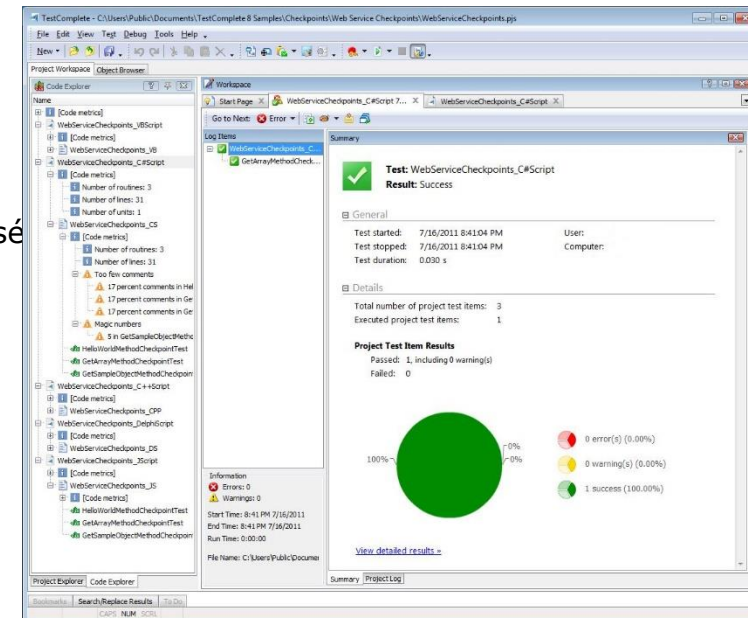 TestComplete - C:\Users\Public\Documents\TestComplete 8 Samples\Checkpoints\Web Service Checkpoints\WebServiceCheckpoints.pjs
File Edit View Test Debug Tools Help
New
Project Workspace Object Browser
Code Explorer
Name
[Code metrics]
WebServiceCheckpoints_VBScript
[Code metrics]
WebServiceCheckpoints_VB
WebServiceCheckpoints_C#Script
[Code metrics]
Number of routines: 3
Number of lines: 31
Number of units: 1
WebServiceCheckpoints_CS
[Code metrics]
Number of routines: 3
Number of lines: 31
Too few comments
17 percent comments in Hel
17 percent comments in Ge
17 percent comments in Ge
Magic numbers
5 in GetSampleObjectMetho
HelloWorldMethodCheckpointTest
GetArrayMethodCheckpointTest
GetSampleObjectMethodCheckpoin
WebServiceCheckpoints_C++Script
[Code metrics]
WebServiceCheckpoints_CPP
WebServiceCheckpoints_DelphiScript
[Code metrics]
WebServiceCheckpoints_DS
WebServiceCheckpoints_JScript
[Code metrics]
WebServiceCheckpoints_JS
[Code metrics]
HelloWorldMethodCheckpointTest
GetArrayMethodCheckpointTest
GetSampleObjectMethodCheckpoin
Project Explorer Code Explorer
sé
Workspace
Start Page WebServiceCheckpoints_C#Script 7... WebServiceCheckpoints_C#Script
Go to Next: Error
Log Items
WebServiceCheckpoints_C...
GetArrayMethodCheck...
Information
Errors: 0
Warnings: 0
Start Time: 8:41 PM 7/16/2011
End Time: 8:41 PM 7/16/2011
Run Time: 0:00:00
File Name: C:\Users\Public\Documen
Summary
Test: WebServiceCheckpoints_C#Script
Result: Success
General
Test started: 7/16/2011 8:41:04 PM User:
Test stopped: 7/16/2011 8:41:04 PM Computer:
Test duration: 0.030 s
Details
Total number of project test items: 3
Executed project test items: 1
Project Test Item Results
Passed: 1, including 0 warning(s)
Failed: 0
100%
0%
0%
0 error(s) (0.00%)
0 warning(s) (0.00%)
1 success (100.00%)
View detailed results »
Summary Project Log
Bookmarks Search/Replace Results To Do
CAPS NUM SCRL